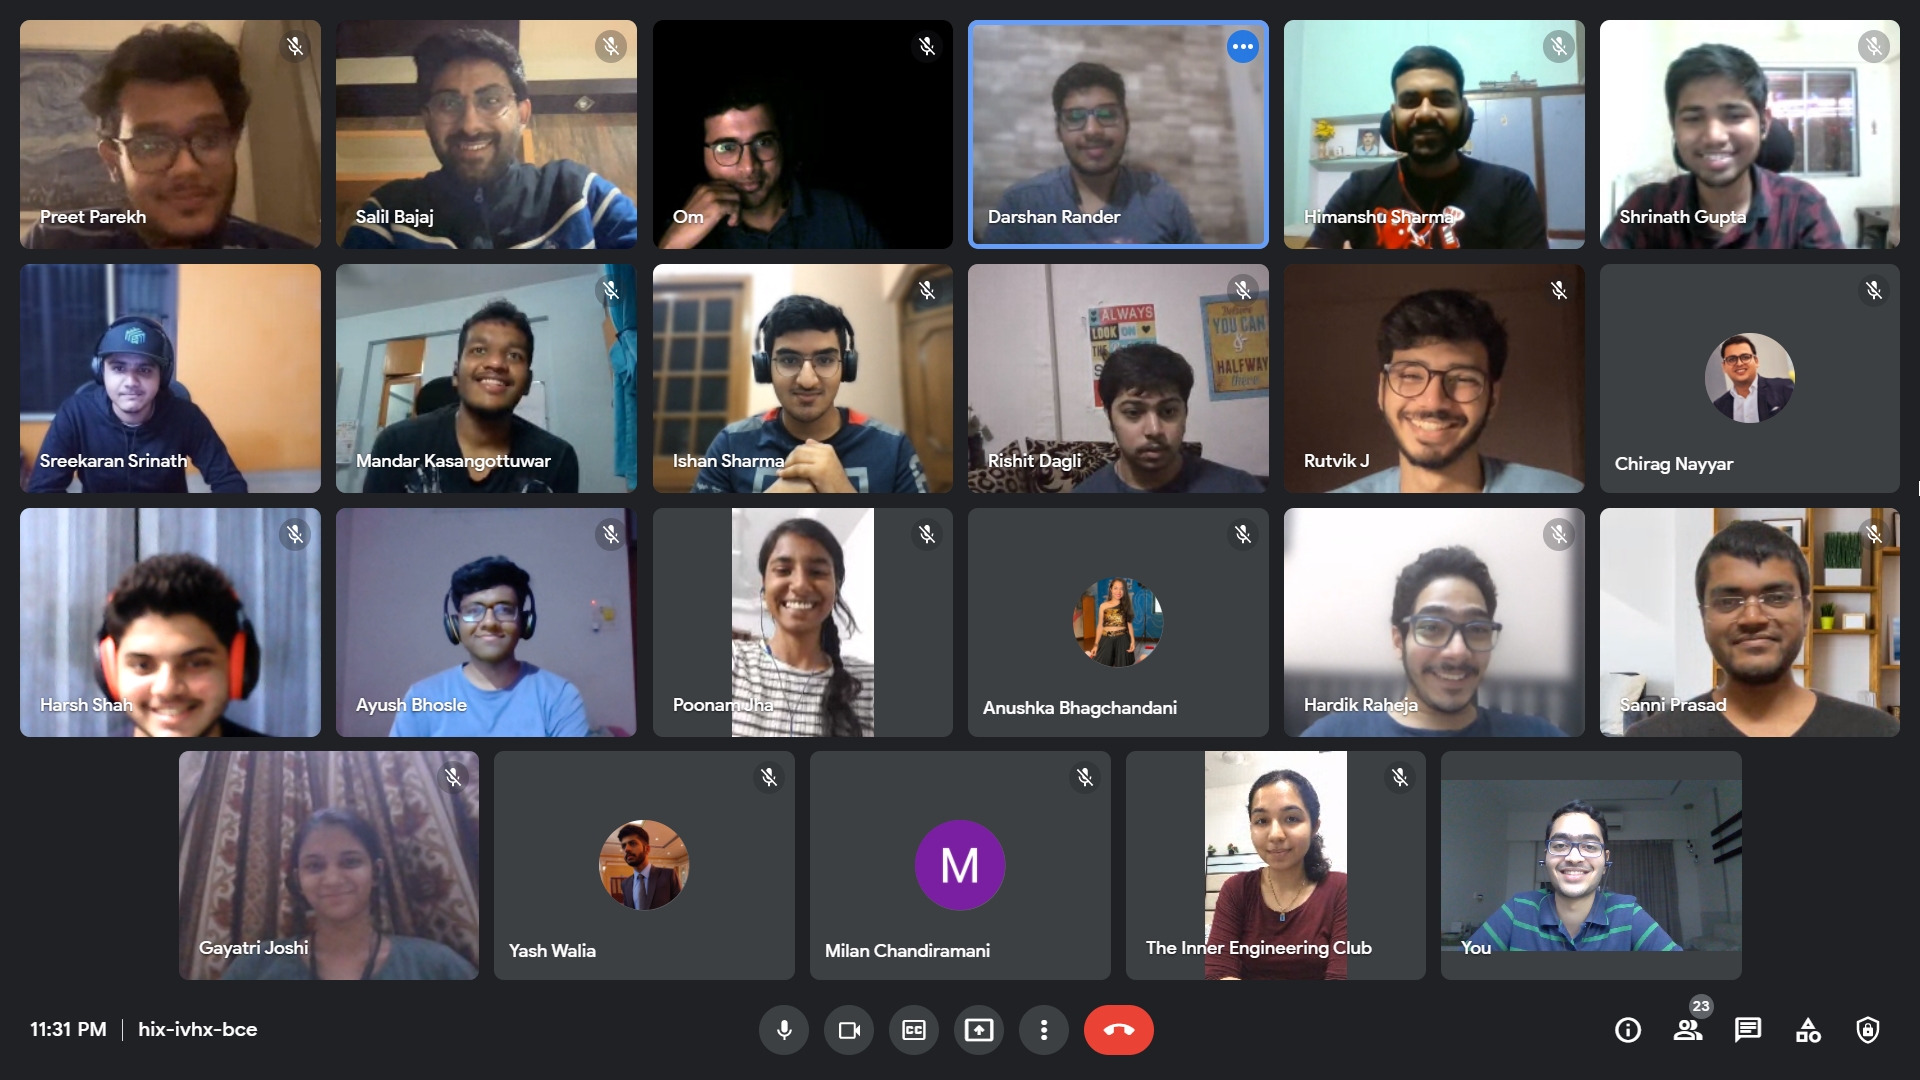 Preet Parekh
Salil Bajaj
Om
Darshan Rander
Himanshu Sharma
Shrinath Gupta
Sreekaran Srinath
Mandar Kasangottuwar
Ishan Sharma
ALWAYS
LOOK ON
THE
S
YOU CAN
&
HALFWAY
there
Rishit Dagli
Rutvik J
Chirag Nayyar
Harsh Shah
Ayush Bhosle
Poonam Jha
Anushka Bhagchandani
Hardik Raheja
Sanni Prasad
Gayatri Joshi
Yash Walia
M
Milan Chandiramani
The Inner Engineering Club
You
11:31 PM | hix-ivhx-bce
CC
23